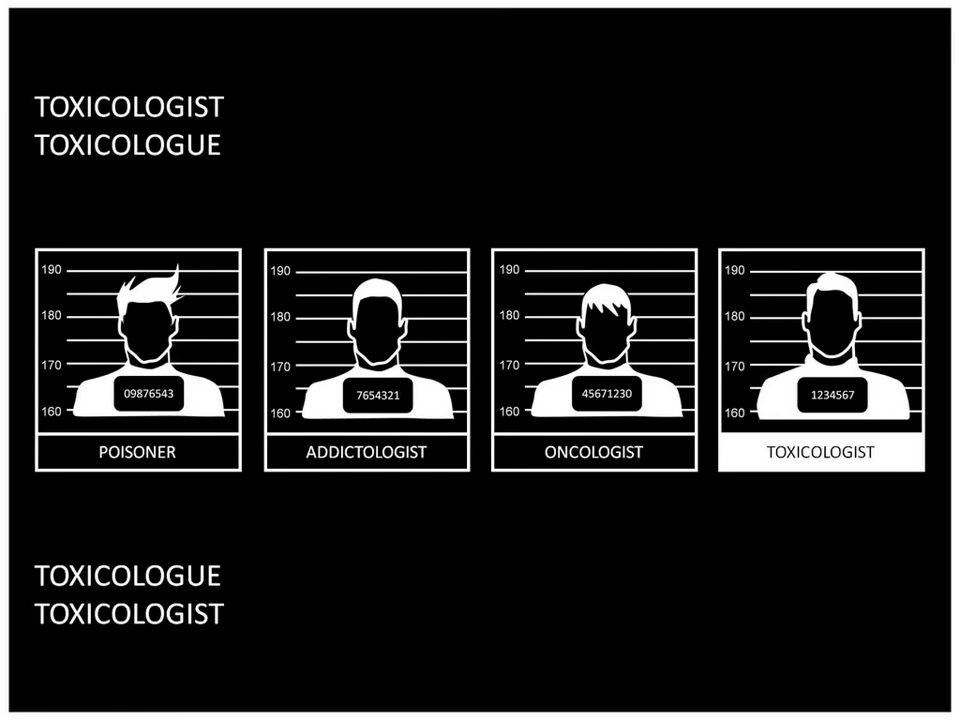 TOXICOLOGIST
TOXICOLOGUE
190
180
170
160
09876543
POISONER
190
180
170
160
7654321
ADDICTOLOGIST
190
180
170
160
45671230
ONCOLOGIST
190
180
170
160
1234567
TOXICOLOGIST
TOXICOLOGUE
TOXICOLOGIST